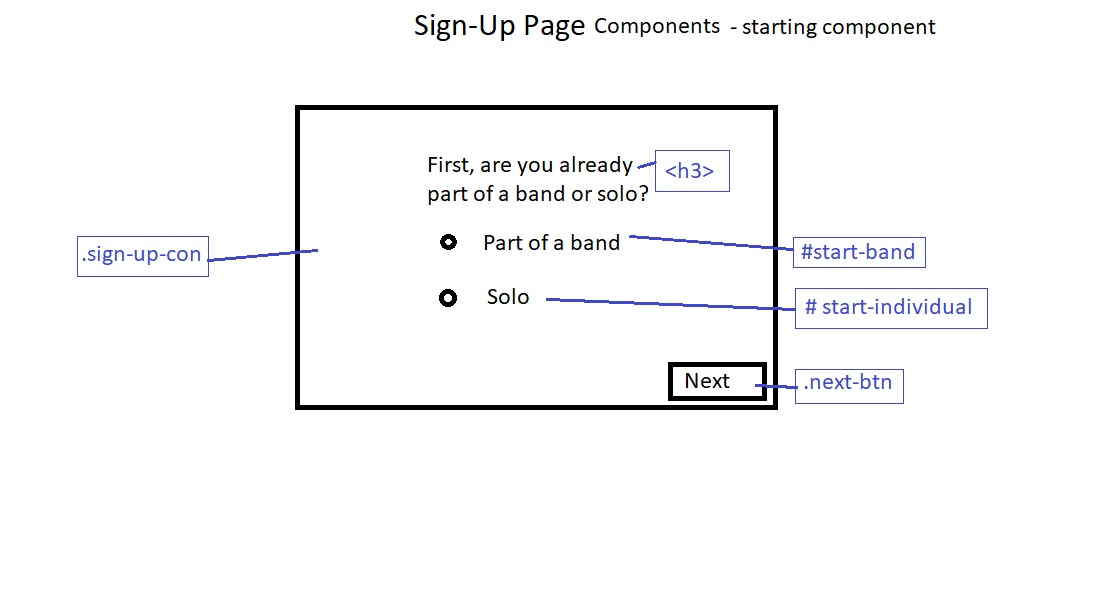 Sign-Up Page Components - starting component
First, are you already
<h3>
part of a band or solo?
Part of a band
.sign-up-con
#start-band
Solo
# start-individual
Next
.next-btn